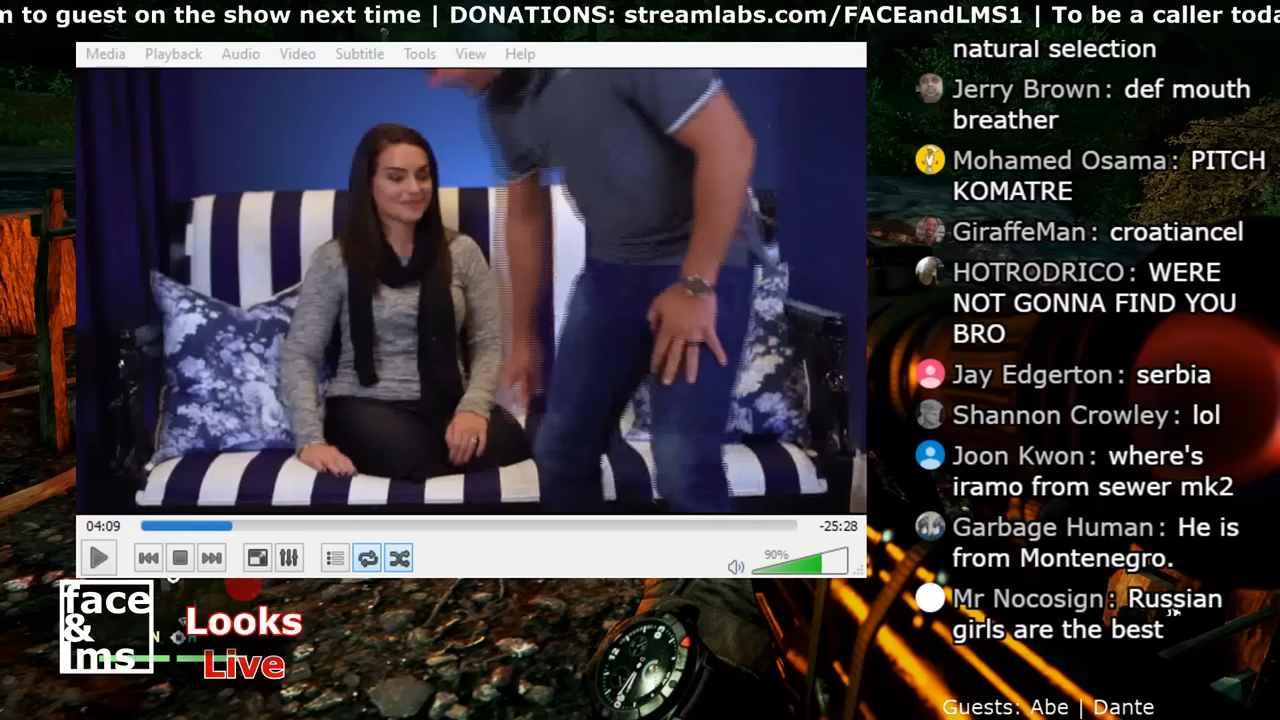 m to guest on the show next time | DONATIONS: streamlabs.com/FACEandLMS1 | To be a caller toda
Media Playback Audio Video Subtitle Tools View Help
04:09
-25:28
90%
face
&
lms
Looks
Live
N
natural selection
Jerry Brown: def mouth
breather
Mohamed Osama: PITCH
KOMATRE
GiraffeMan: croatiancel
HOTRODRICO: WERE
NOT GONNA FIND YOU
BRO
Jay Edgerton: serbia
Shannon Crowley: lol
Joon Kwon: where's
iramo from sewer mk2
Garbage Human: He is
from Montenegro.
Mr Nocosign: Russian
girls are the best
Guests: Abe | Dante